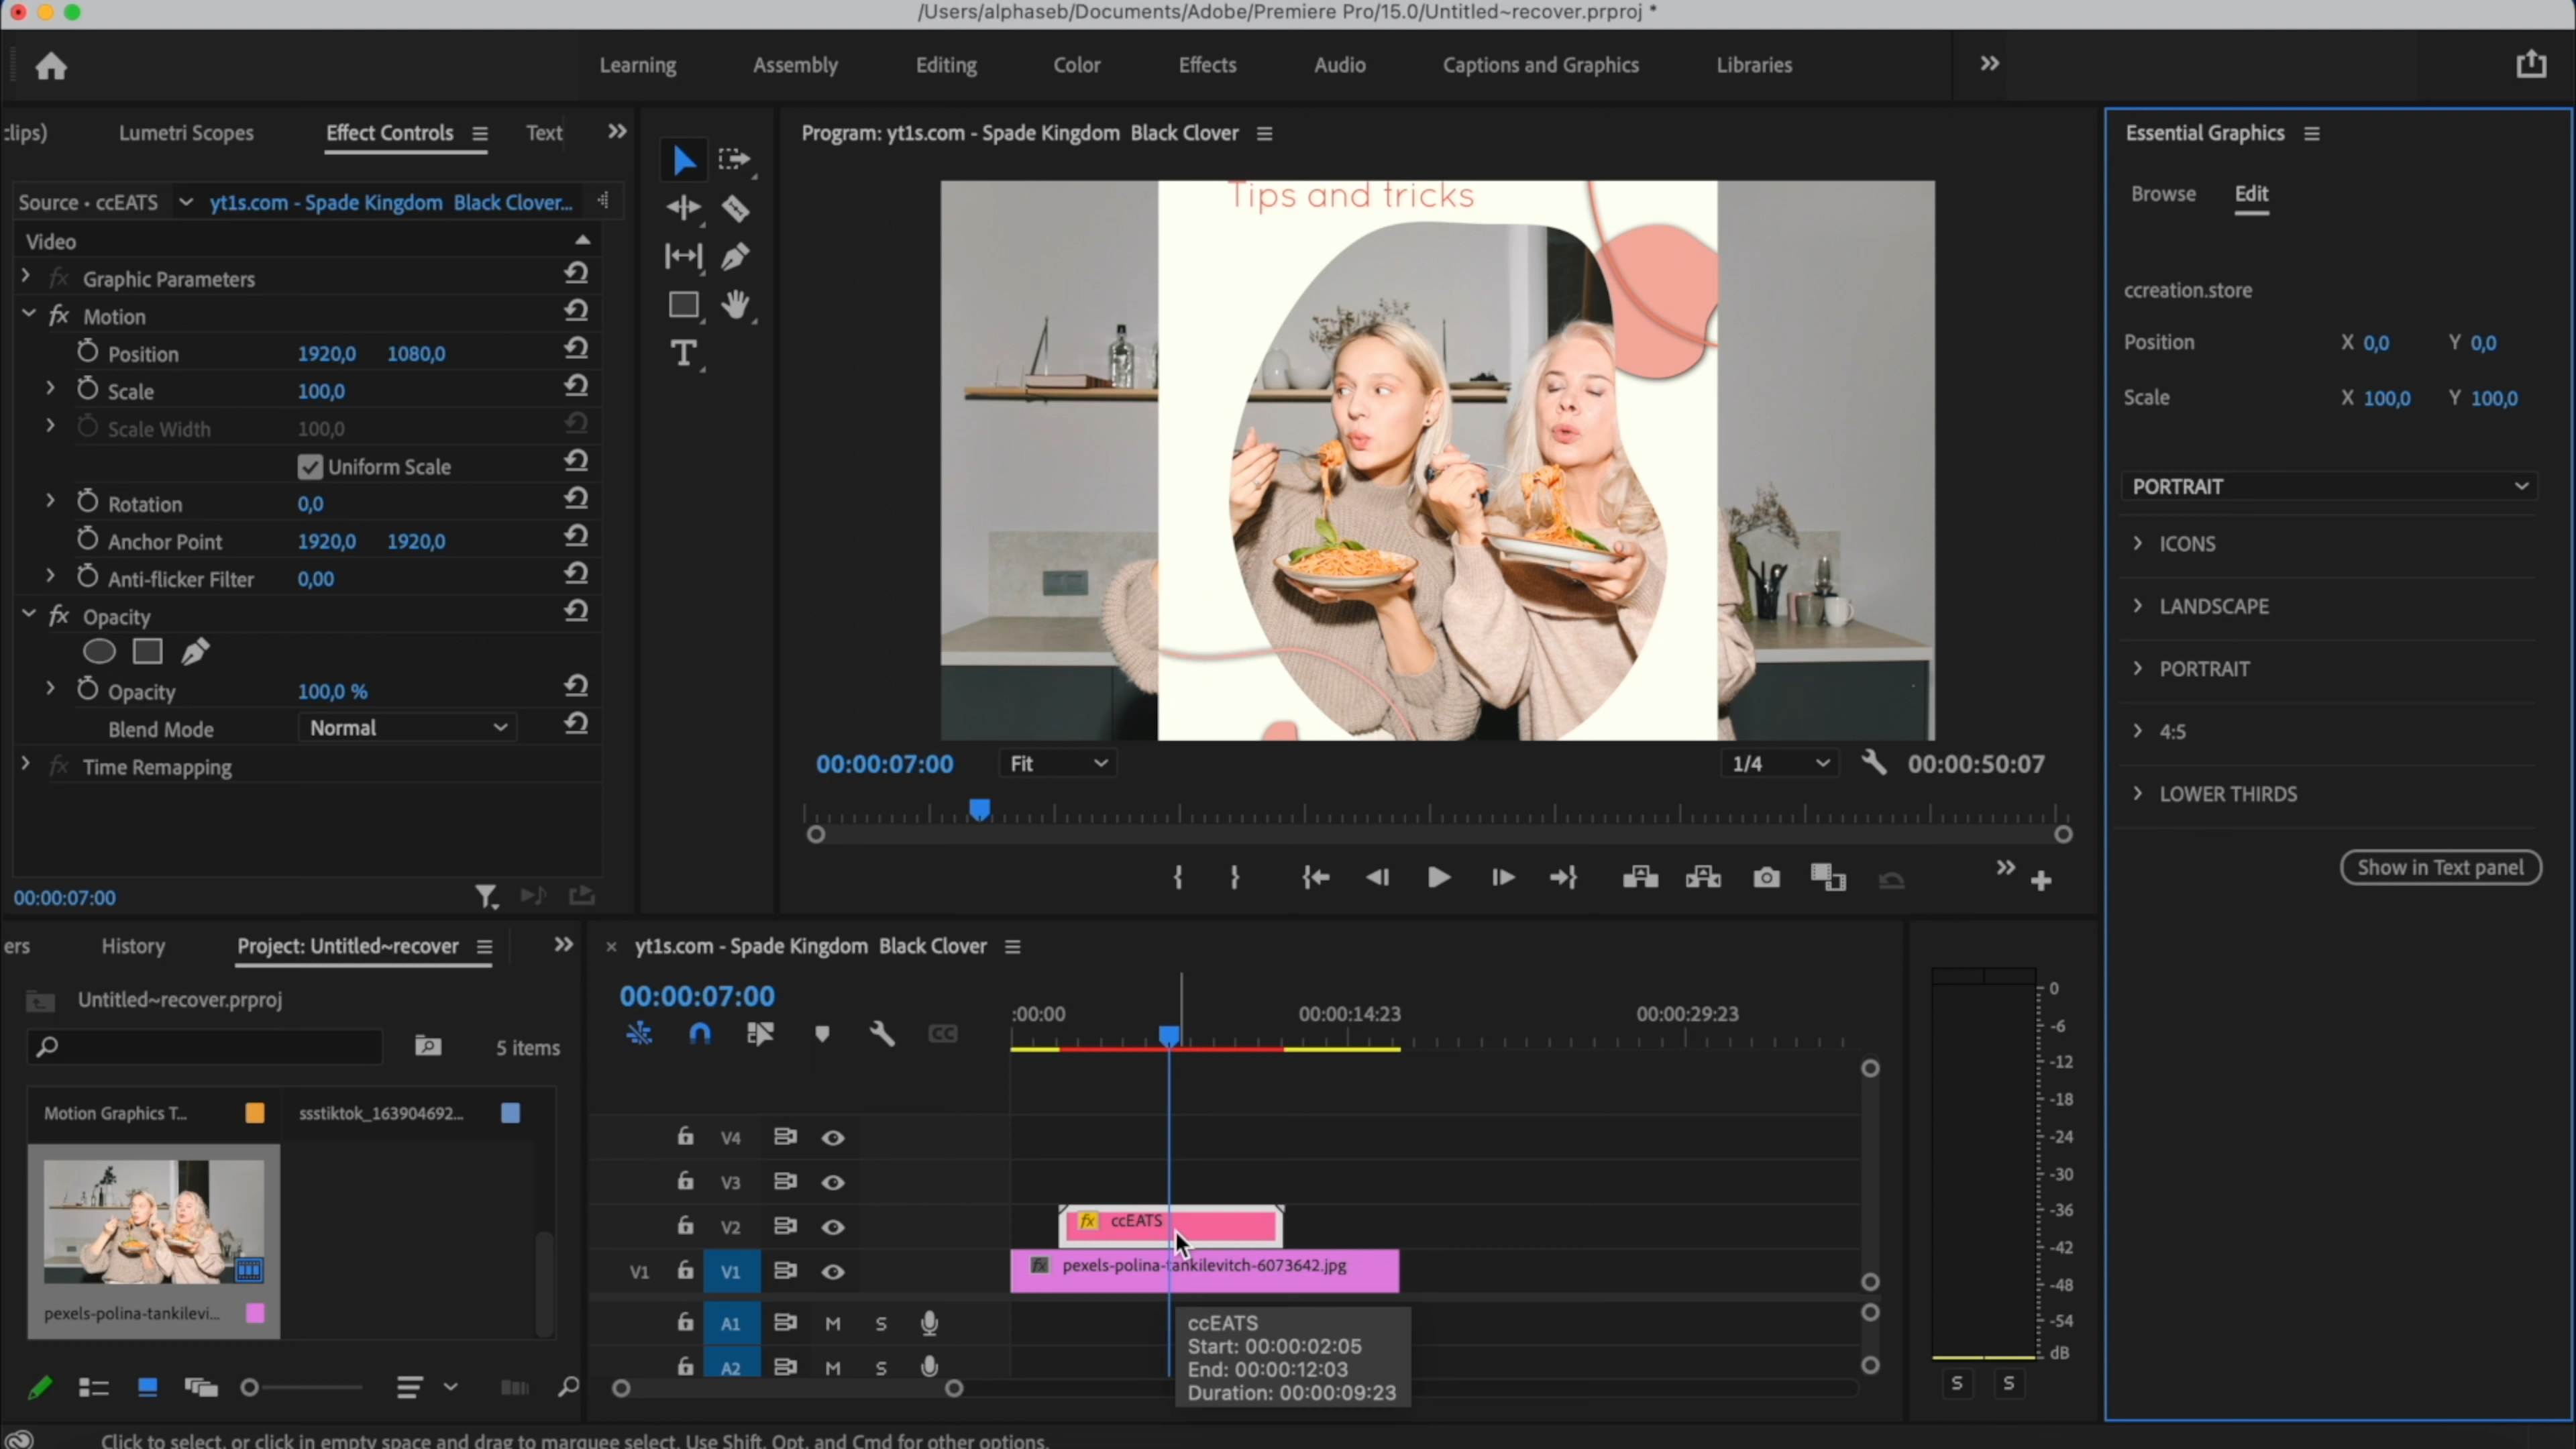 /Users/alphaseb/Documents/Adobe/Premiere Pro/15.0/Untitled~recover.prproj *
Learning Assembly Editing Color Effects Audio Captions and Graphics Libraries
clips) Lumetri Scopes Effect Controls Text
Source • ccEATS yt1s.com - Spade Kingdom Black Clover...
Video
fx Graphic Parameters
fx Motion
Position 1920,0 1080,0
Scale 100,0
Scale Width 100,0
Uniform Scale
Rotation 0,0
Anchor Point 1920,0 1920,0
Anti-flicker Filter 0,00
fx Opacity
Opacity 100,0 %
Blend Mode Normal
fx Time Remapping
00:00:07:00
T
Program: yt1s.com - Spade Kingdom Black Clover
Tips and tricks
00:00:07:00 Fit 1/4 00:00:50:07
Essential Graphics
Browse Edit
ccreation.store
Position X 0,0 Y 0,0
Scale X 100,0 Y 100,0
PORTRAIT
ICONS
LANDSCAPE
PORTRAIT
4:5
LOWER THIRDS
Show in Text panel
ers History Project: Untitled~recover
Untitled~recover.prproj
5 items
Motion Graphics T... ssstiktok_163904692...
pexels-polina-tankilevi...
yt1s.com - Spade Kingdom Black Clover
00:00:07:00
:00:00 00:00:14:23 00:00:29:23
CC
V4
V3
V2 fx ccEATS
V1 V1 fx pexels-polina-tankilevitch-6073642.jpg
A1 M S
A2 M S
ccEATS
Start: 00:00:02:05
End: 00:00:12:03
Duration: 00:00:09:23
0
-6
-12
-18
-24
-30
-36
-42
-48
-54
dB
S S
Click to select, or click in empty space and drag to marquee select. Use Shift, Opt, and Cmd for other options.